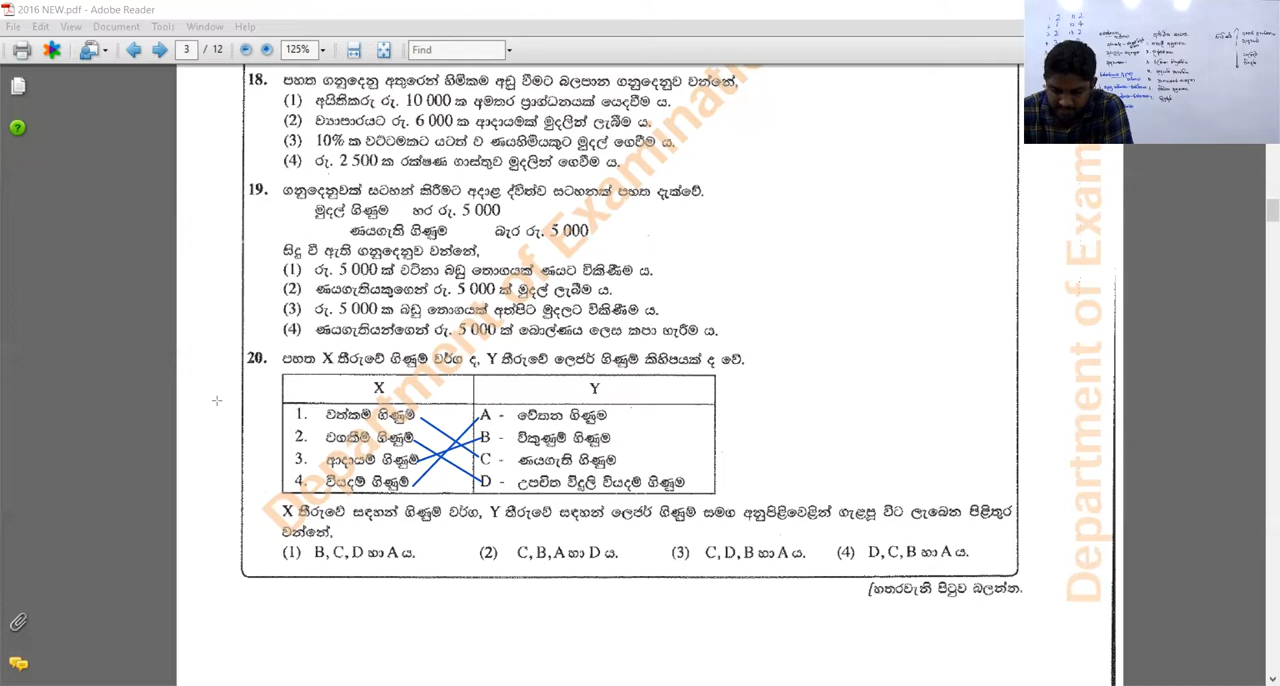 2016 NEW.pdf - Adobe Reader
File Edit View Document Tools Window Help
3 / 12 125% Find
18. පහත ගනුදෙනු අතුරෙන් හිමිකම අඩු වීමට බලපාන ගනුදෙනුව වන්නේ,
(1) අයිතිකරු රු. 10 000 ක අමතර ප්‍රාග්ධනයක් යෙදවීම ය.
(2) ව්‍යාපාරයට රු. 6 000 ක ආදායමක් මුදලින් ලැබීම ය.
(3) 10% ක වට්ටමකට යටත් ව ණයහිමියකුට මුදල් ගෙවීම ය.
(4) රු. 2 500 ක රක්ෂණ ගාස්තුව මුදලින් ගෙවීම ය.
19. ගනුදෙනුවක් සටහන් කිරීමට අදාළ ද්විත්ව සටහනක් පහත දැක්වේ.
මුදල් ගිණුම හර රු. 5 000
ණයගැති ගිණුම බැර රු. 5 000
සිදු වී ඇති ගනුදෙනුව වන්නේ,
(1) රු. 5 000 ක් වටිනා බඩු තොගයක් ණයට විකිණීම ය.
(2) ණයගැතියකුගෙන් රු. 5 000 ක් මුදල් ලැබීම ය.
(3) රු. 5 000 ක බඩු තොගයක් අත්පිට මුදලට විකිණීම ය.
(4) ණයගැතියන්ගෙන් රු. 5 000 ක් බොල්ණය ලෙස කපා හැරීම ය.
20. පහත X තීරුවේ ගිණුම් වර්ග ද, Y තීරුවේ ලෙජර් ගිණුම් කිහිපයක් ද වේ.
X Y
1. වත්කම් ගිණුම් A - වේතන ගිණුම
2. වගකීම් ගිණුම් B - විකුණුම් ගිණුම
3. ආදායම් ගිණුම් C - ණයගැති ගිණුම
4. වියදම් ගිණුම් D - උපචිත විදුලි වියදම් ගිණුම
X තීරුවේ සඳහන් ගිණුම් වර්ග, Y තීරුවේ සඳහන් ලෙජර් ගිණුම් සමග අනුපිළිවෙළින් ගැළපූ විට ලැබෙන පිළිතුර
වන්නේ,
(1) B, C, D හා A ය. (2) C, B, A හා D ය. (3) C, D, B හා A ය. (4) D, C, B හා A ය.
[හතරවැනි පිටුව බලන්න.
Department of Examination
Department of Exam